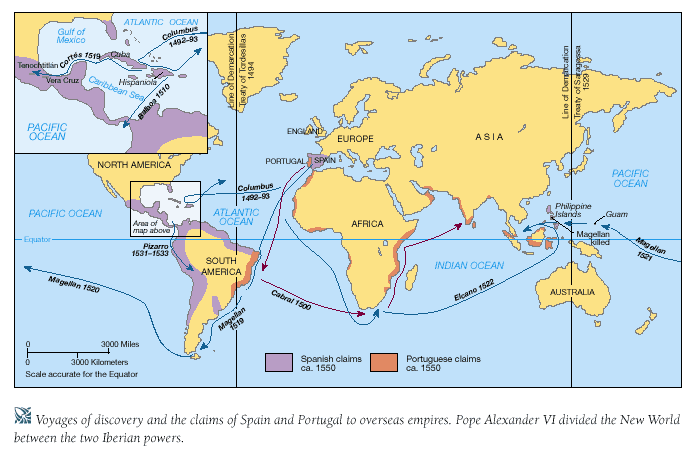 ATLANTIC OCEAN
Gulf of
Mexico
Columbus
1492–93
Cortés 1519
Cuba
Tenochtitlán
Vera Cruz
Hispaniola
Caribbean Sea
Balboa 1510
PACIFIC
OCEAN
Line of Demarcation
Treaty of Tordesillas
1494
Line of Demarcation
Treaty of Saragossa
1529
ENGLAND
EUROPE
ASIA
PORTUGAL
SPAIN
NORTH AMERICA
PACIFIC
OCEAN
Columbus
1492–93
PACIFIC OCEAN
ATLANTIC
OCEAN
Area of
map above
AFRICA
Philippine
Islands
Guam
Magellan
killed
Magellan
1521
Equator
Pizarro
1531–1533
SOUTH
AMERICA
INDIAN OCEAN
Magellan 1520
Cabral 1500
Elcano 1522
Magellan
1519
AUSTRALIA
0 3000 Miles
0 3000 Kilometers
Scale accurate for the Equator
Spanish claims
ca. 1550
Portuguese claims
ca. 1550
Voyages of discovery and the claims of Spain and Portugal to overseas empires. Pope Alexander VI divided the New World
between the two Iberian powers.